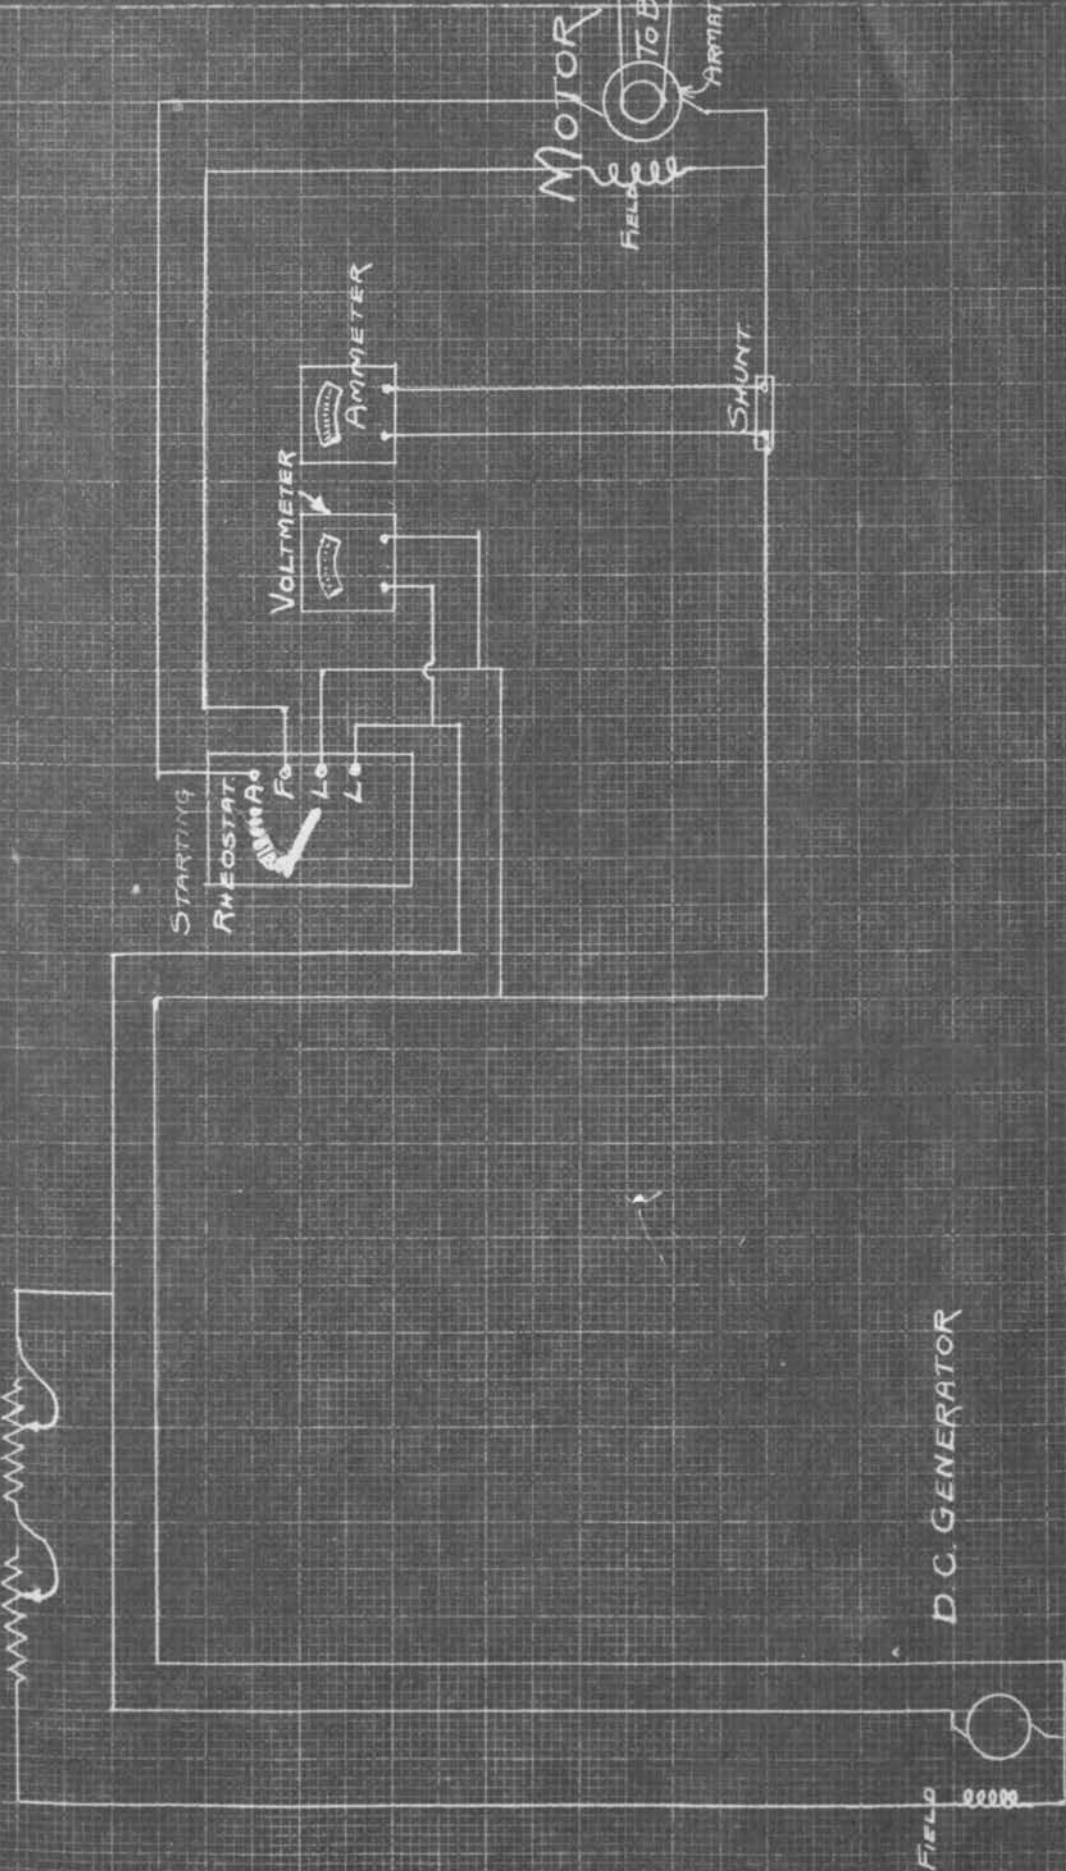 MOTOR
TO B
ARMAT
FIELD
AMMETER
VOLTMETER
SHUNT.
STARTING
RHEOSTAT.
A
F
L
L
D.C. GENERATOR
FIELD